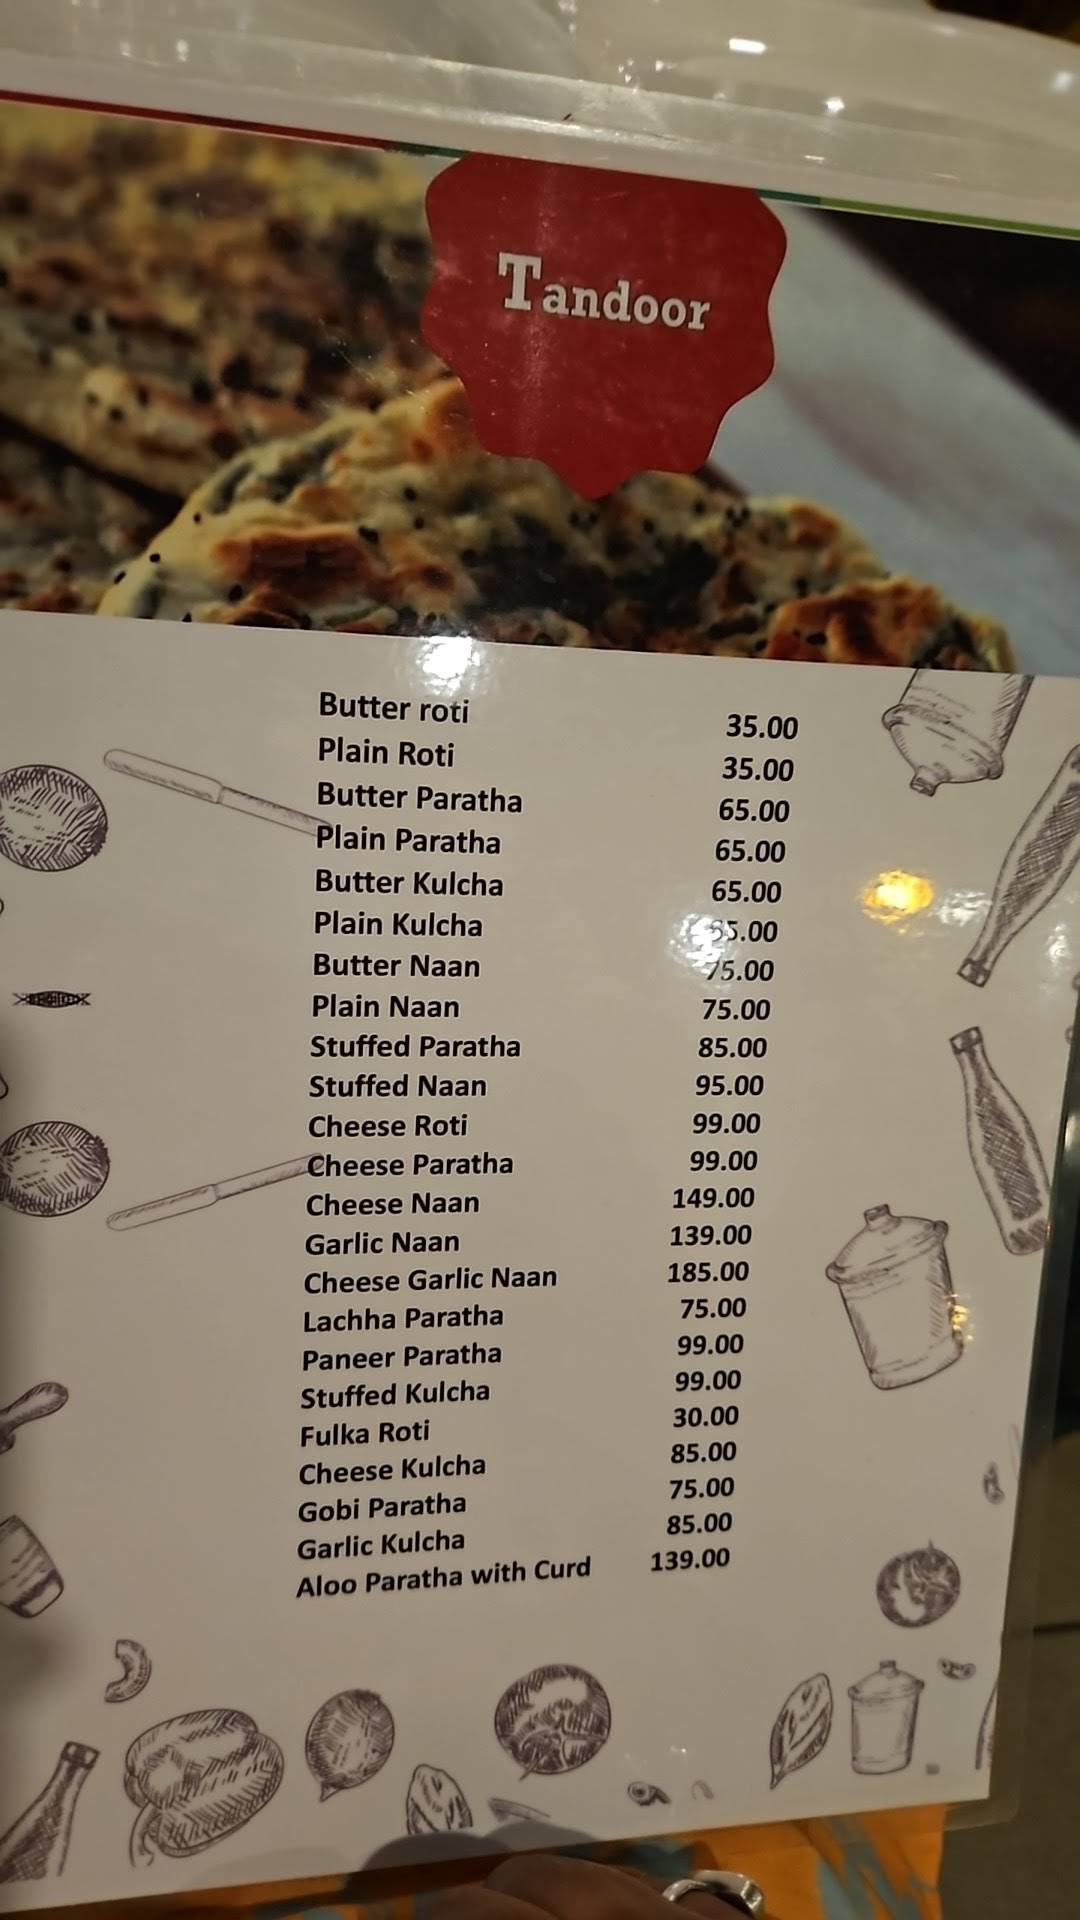 Tandoor
Butter roti 35.00
Plain Roti 35.00
Butter Paratha 65.00
Plain Paratha 65.00
Butter Kulcha 65.00
Plain Kulcha
Butter Naan 75.00
Plain Naan 75.00
Stuffed Paratha 85.00
Stuffed Naan 95.00
Cheese Roti 99.00
Cheese Paratha 99.00
Cheese Naan 149.00
Garlic Naan 139.00
Cheese Garlic Naan 185.00
Lachha Paratha 75.00
Paneer Paratha 99.00
Stuffed Kulcha 99.00
Fulka Roti 30.00
Cheese Kulcha 85.00
Gobi Paratha 75.00
Garlic Kulcha 85.00
Aloo Paratha with Curd 139.00